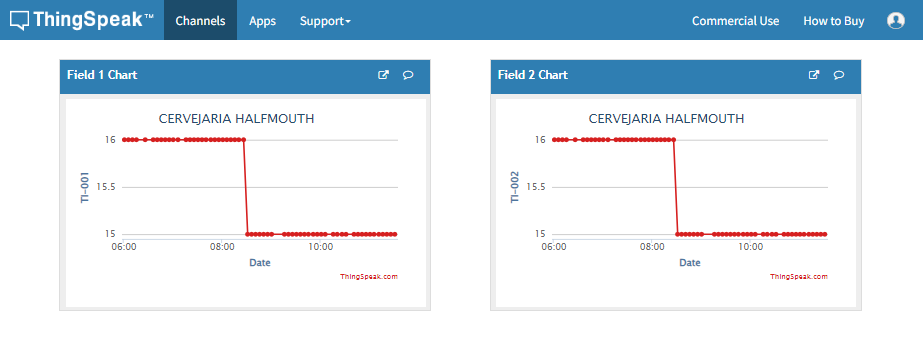 ThingSpeak™ Channels Apps Support Commercial Use How to Buy
Field 1 Chart
CERVEJARIA HALFMOUTH
16
15.5
15
TI-001
06:00 08:00 10:00
Date
ThingSpeak.com
Field 2 Chart
CERVEJARIA HALFMOUTH
16
15.5
15
TI-002
06:00 08:00 10:00
Date
ThingSpeak.com